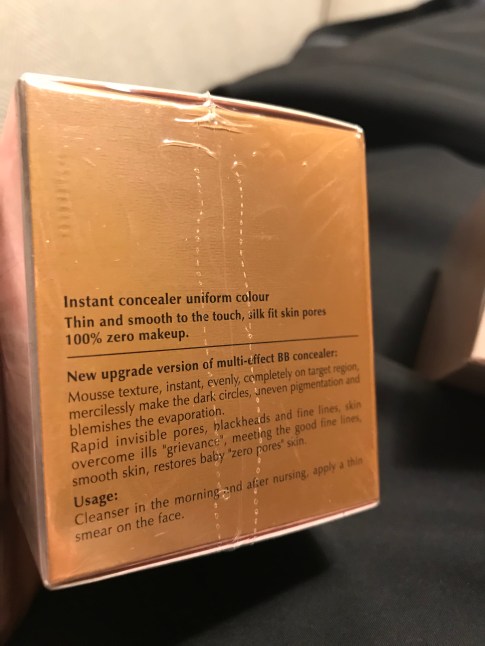 Instant concealer uniform colour
Thin and smooth to the touch, silk fit skin pores
100% zero makeup.
New upgrade version of multi-effect BB concealer:
Mousse texture, instant, evenly, completely on target region,
mercilessly make the dark circles, uneven pigmentation and
blemishes the evaporation.
Rapid invisible pores, blackheads and fine lines, skin
overcome ills "grievance", meeting the good fine lines,
smooth skin, restores baby "zero pores" skin.
Usage:
Cleanser in the morning and after nursing, apply a thin
smear on the face.